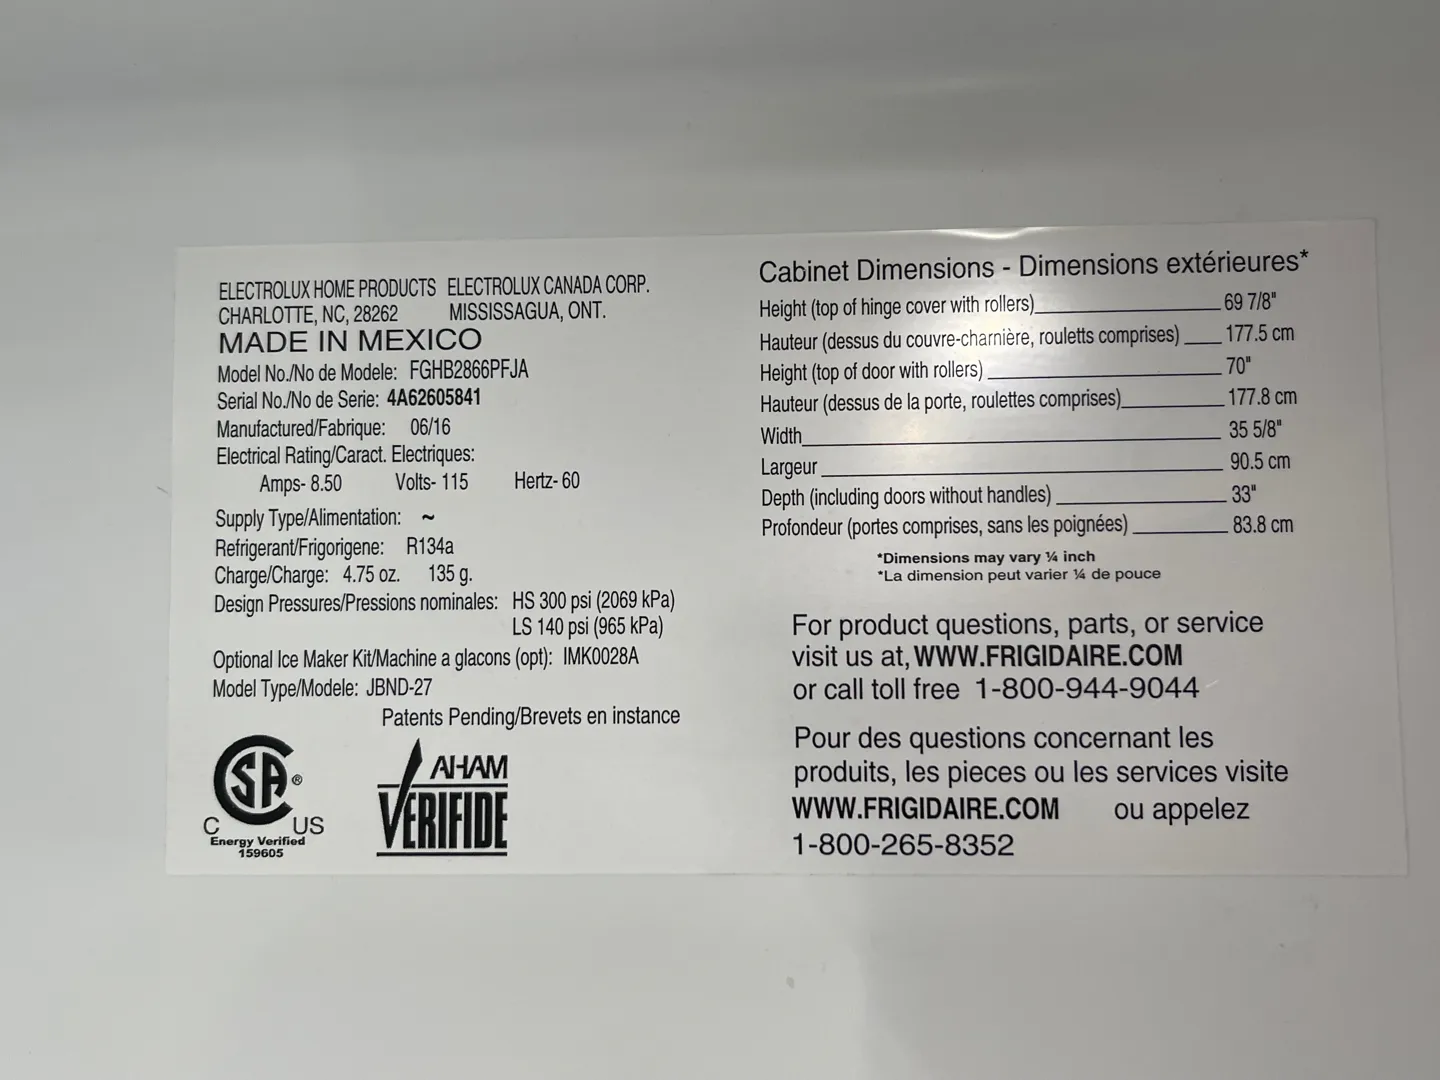 ELECTROLUX HOME PRODUCTS ELECTROLUX CANADA CORP.
CHARLOTTE, NC, 28262 MISSISSAGUA, ONT.
MADE IN MEXICO
Model No./No de Modele: FGHB2866PFJA
Serial No./No de Serie: 4A62605841
Manufactured/Fabrique: 06/16
Electrical Rating/Caract. Electriques:
Amps- 8.50 Volts- 115 Hertz- 60
Supply Type/Alimentation: ~
Refrigerant/Frigorigene: R134a
Charge/Charge: 4.75 oz. 135 g.
Design Pressures/Pressions nominales: HS 300 psi (2069 kPa)
LS 140 psi (965 kPa)
Optional Ice Maker Kit/Machine a glacons (opt): IMK0028A
Model Type/Modele: JBND-27
Patents Pending/Brevets en instance
CSA®
C US
Energy Verified
159605
AHAM
VERIFIDE
Cabinet Dimensions - Dimensions extérieures*
Height (top of hinge cover with rollers) 69 7/8"
Hauteur (dessus du couvre-charnière, rouletts comprises) 177.5 cm
Height (top of door with rollers) 70"
Hauteur (dessus de la porte, roulettes comprises) 177.8 cm
Width 35 5/8"
Largeur 90.5 cm
Depth (including doors without handles) 33"
Profondeur (portes comprises, sans les poignées) 83.8 cm
*Dimensions may vary ¼ inch
*La dimension peut varier ¼ de pouce
For product questions, parts, or service
visit us at, WWW.FRIGIDAIRE.COM
or call toll free 1-800-944-9044
Pour des questions concernant les
produits, les pieces ou les services visite
WWW.FRIGIDAIRE.COM ou appelez
1-800-265-8352